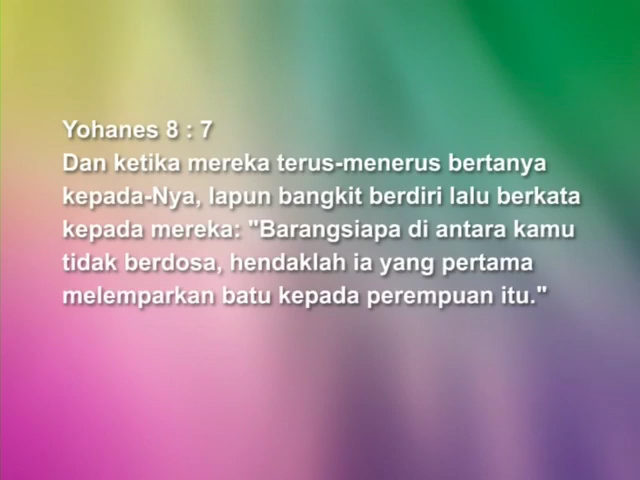 Yohanes 8 : 7
Dan ketika mereka terus-menerus bertanya
kepada-Nya, Iapun bangkit berdiri lalu berkata
kepada mereka: "Barangsiapa di antara kamu
tidak berdosa, hendaklah ia yang pertama
melemparkan batu kepada perempuan itu."